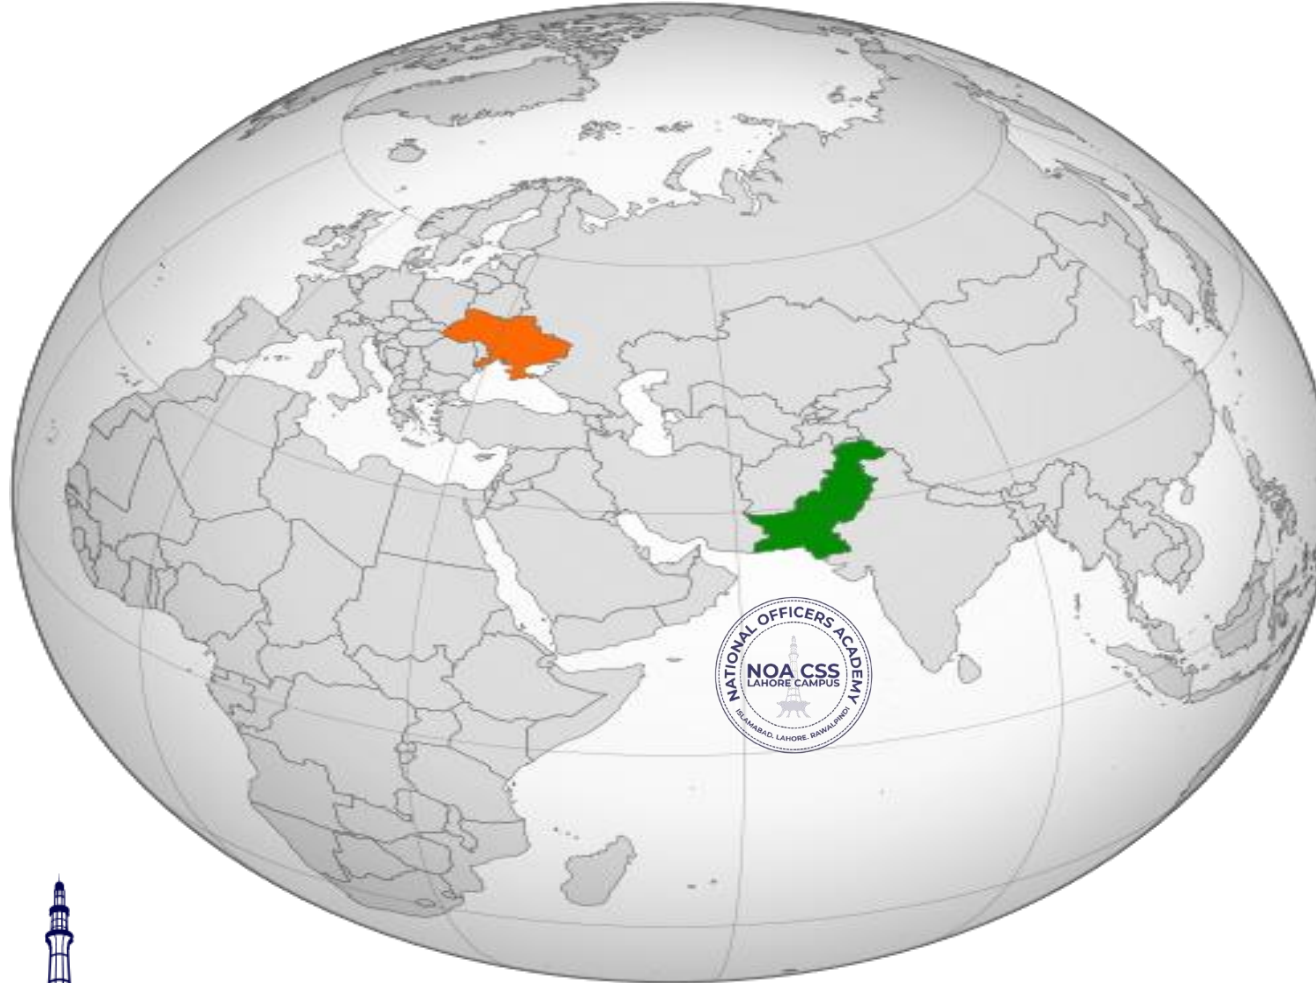 NATIONAL OFFICERS ACADEMY
NOA CSS
LAHORE CAMPUS
ISLAMABAD. LAHORE. RAWALPINDI